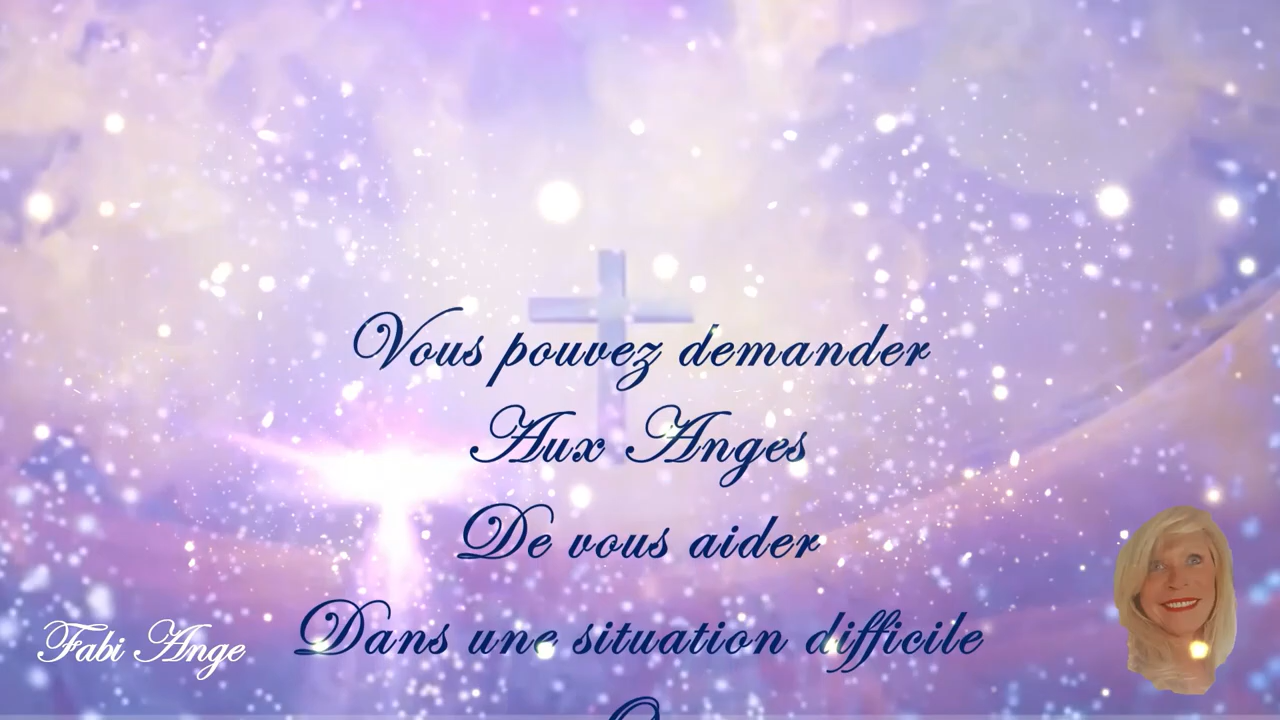 Vous pouvez demander
Aux Anges
De vous aider
Dans une situation difficile
Fabi Ange